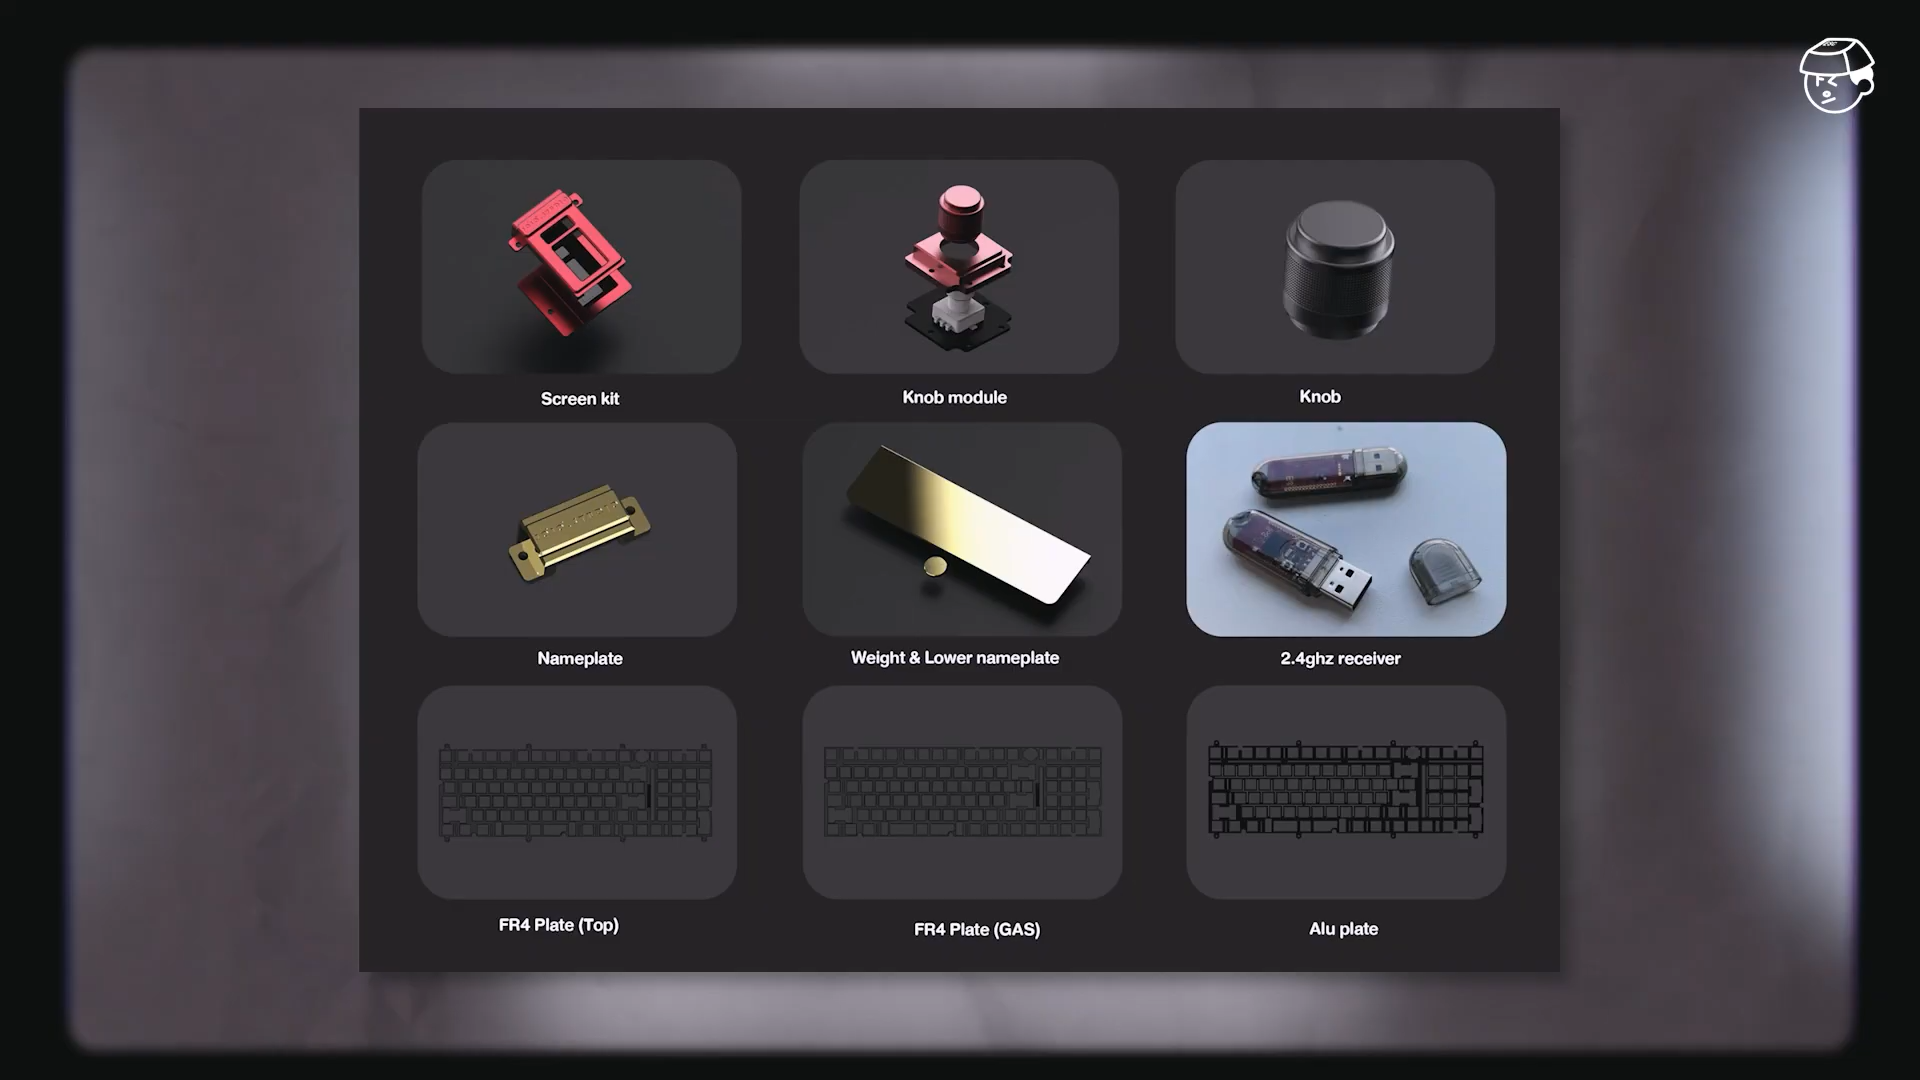 Screen kit
Knob module
Knob
Nameplate
Weight & Lower nameplate
2.4ghz receiver
FR4 Plate (Top)
FR4 Plate (GAS)
Alu plate